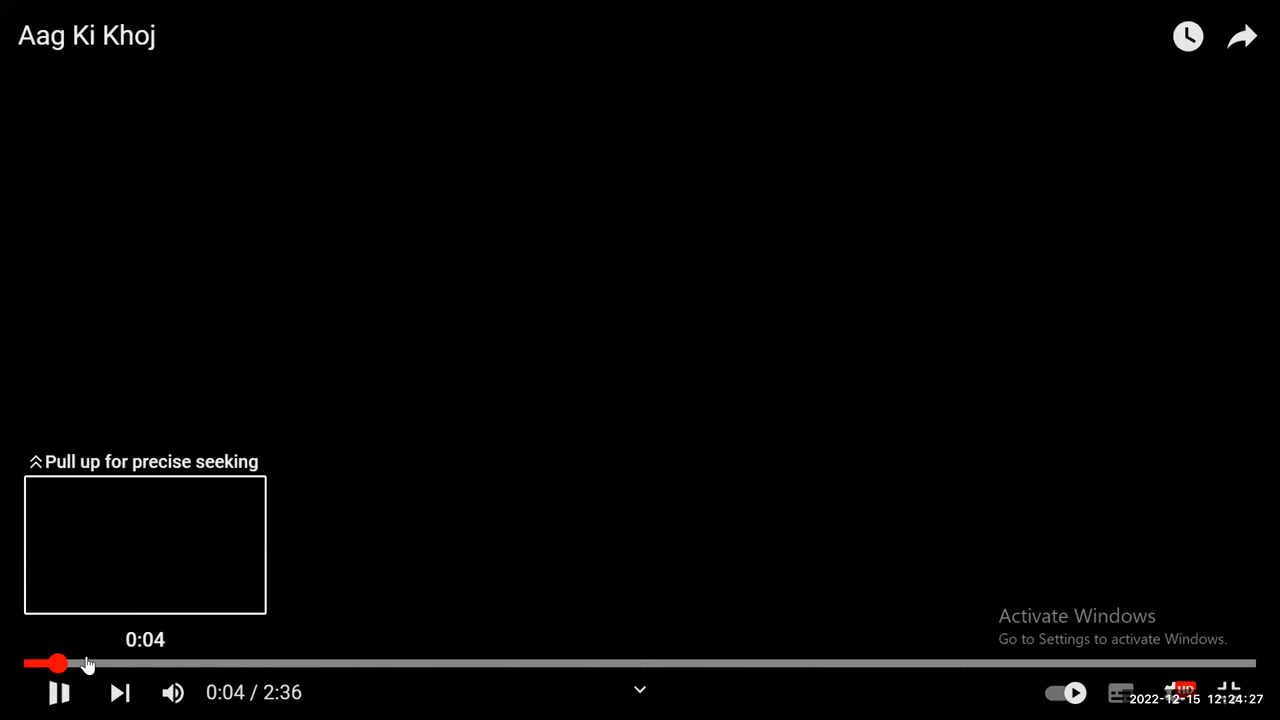 Aag Ki Khoj
Pull up for precise seeking
0:04
Activate Windows
Go to Settings to activate Windows.
0:04 / 2:36
HD
2022-12-15 12:24:27